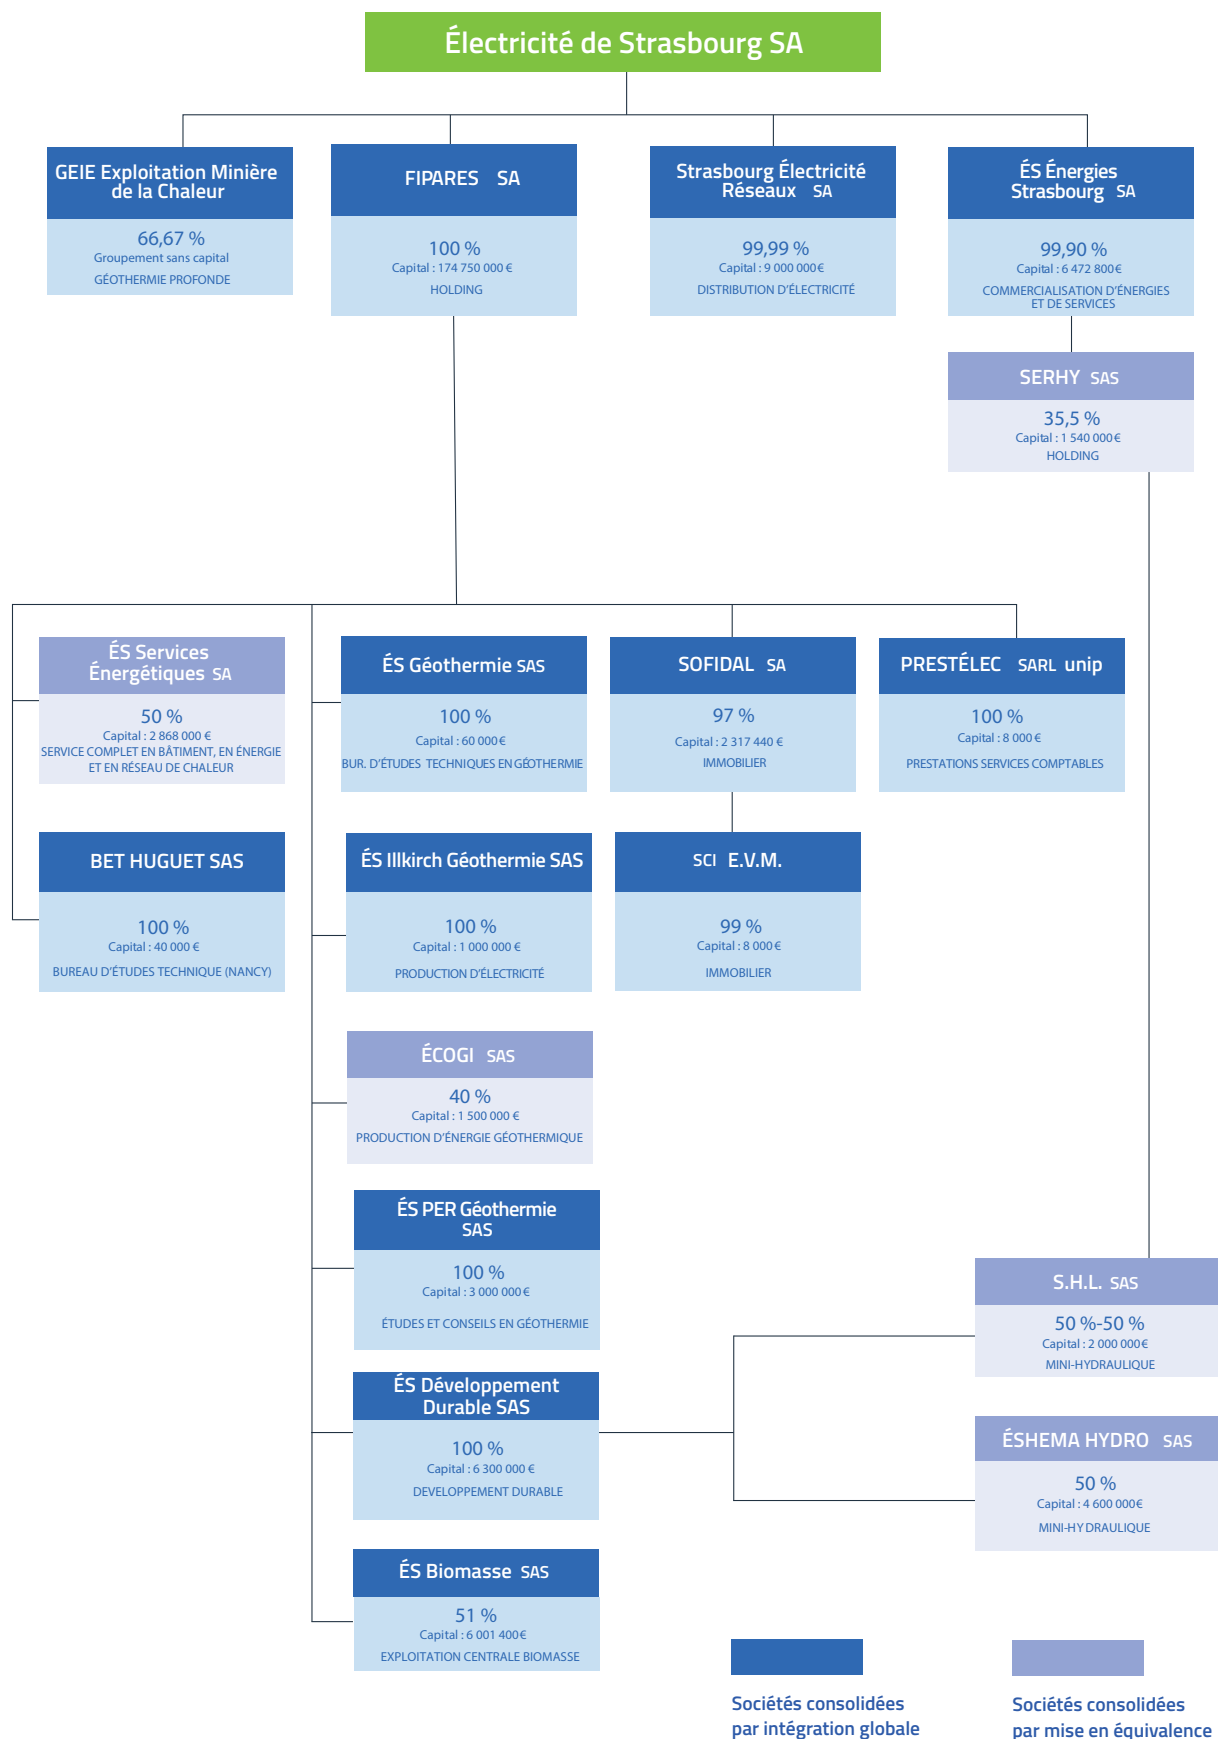 Électricité de Strasbourg SA
GEIE Exploitation Minière
de la Chaleur
66,67 %
Groupement sans capital
GÉOTHERMIE PROFONDE
FIPARES SA
100 %
Capital : 174 750 000 €
HOLDING
Strasbourg Électricité
Réseaux SA
99,99 %
Capital : 9 000 000€
DISTRIBUTION D'ÉLECTRICITÉ
ÉS Énergies
Strasbourg SA
99,90 %
Capital : 6 472 800€
COMMERCIALISATION D'ÉNERGIES
ET DE SERVICES
SERHY SAS
35,5 %
Capital : 1 540 000€
HOLDING
ÉS Services
Énergétiques SA
50 %
Capital : 2 868 000 €
SERVICE COMPLET EN BÂTIMENT, EN ÉNERGIE
ET EN RÉSEAU DE CHALEUR
ÉS Géothermie SAS
100 %
Capital : 60 000€
BUR. D'ÉTUDES TECHNIQUES EN GÉOTHERMIE
SOFIDAL SA
97 %
Capital : 2 317 440 €
IMMOBILIER
PRESTÉLEC SARL unip
100 %
Capital : 8 000 €
PRESTATIONS SERVICES COMPTABLES
BET HUGUET SAS
100 %
Capital : 40 000 €
BUREAU D'ÉTUDES TECHNIQUE (NANCY)
ÉS Illkirch Géothermie SAS
100 %
Capital : 1 000 000 €
PRODUCTION D'ÉLECTRICITÉ
SCI E.V.M.
99 %
Capital : 8 000 €
IMMOBILIER
ÉCOGI SAS
40 %
Capital : 1 500 000 €
PRODUCTION D'ÉNERGIE GÉOTHERMIQUE
ÉS PER Géothermie
SAS
100 %
Capital : 3 000 000 €
ÉTUDES ET CONSEILS EN GÉOTHERMIE
S.H.L. SAS
50 %-50 %
Capital : 2 000 000€
MINI-HYDRAULIQUE
ÉS Développement
Durable SAS
100 %
Capital : 6 300 000 €
DEVELOPPEMENT DURABLE
ÉSHEMA HYDRO SAS
50 %
Capital : 4 600 000€
MINI-HY DRAULIQUE
ÉS Biomasse SAS
51 %
Capital : 6 001 400€
EXPLOITATION CENTRALE BIOMASSE
Sociétés consolidées
par intégration globale
Sociétés consolidées
par mise en équivalence